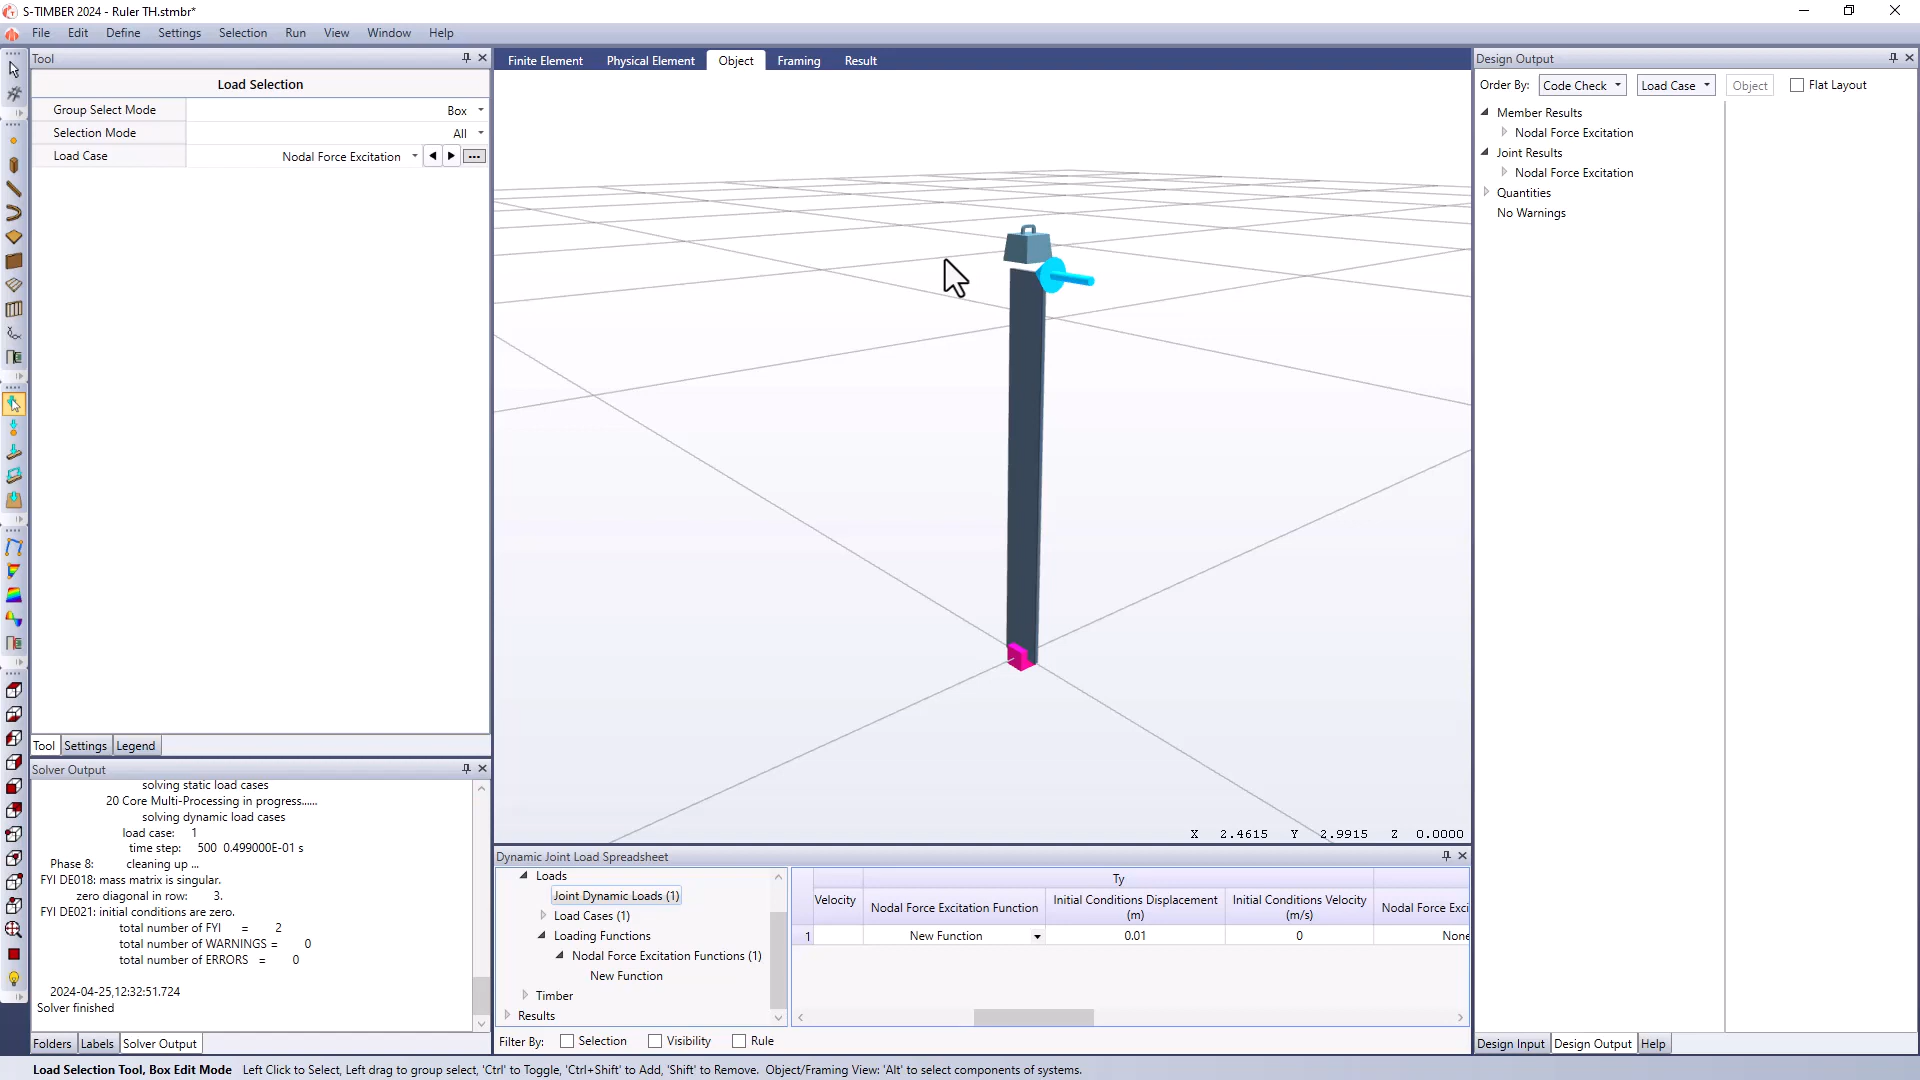 S-TIMBER 2024 - Ruler TH.stmbr*
File Edit Define Settings Selection Run View Window Help
Tool
Load Selection
Group Select Mode Box
Selection Mode All
Load Case Nodal Force Excitation ...
Tool Settings Legend
Solver Output
solving static load cases
20 Core Multi-Processing in progress......
solving dynamic load cases
load case: 1
time step: 500 0.499000E-01 s
Phase 8: cleaning up ...
FYI DE018: mass matrix is singular.
zero diagonal in row: 3.
FYI DE021: initial conditions are zero.
total number of FYI = 2
total number of WARNINGS = 0
total number of ERRORS = 0
2024-04-25,12:32:51.724
Solver finished
Folders Labels Solver Output
Finite Element Physical Element Object Framing Result
X 2.4615 Y 2.9915 Z 0.0000
Dynamic Joint Load Spreadsheet
Loads
Joint Dynamic Loads (1)
Load Cases (1)
Loading Functions
Nodal Force Excitation Functions (1)
New Function
Timber
Results
Ty
Velocity Nodal Force Excitation Function Initial Conditions Displacement (m) Initial Conditions Velocity (m/s) Nodal Force Exci
1 New Function 0.01 0 None
Filter By: Selection Visibility Rule
Design Output
Order By: Code Check Load Case Object Flat Layout
Member Results
Nodal Force Excitation
Joint Results
Nodal Force Excitation
Quantities
No Warnings
Design Input Design Output Help
Load Selection Tool, Box Edit Mode Left Click to Select, Left drag to group select, 'Ctrl' to Toggle, 'Ctrl+Shift' to Add, 'Shift' to Remove. Object/Framing View: 'Alt' to select components of systems.